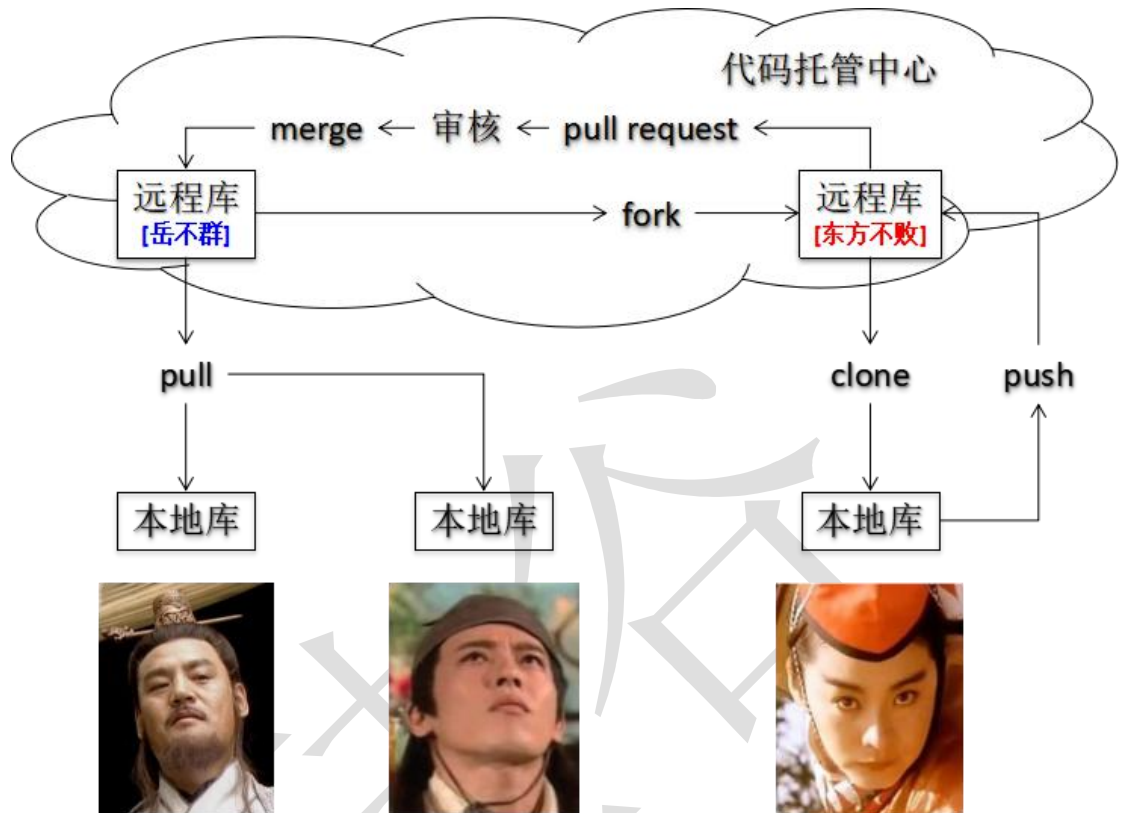 代码托管中心
merge
审核
pull request
远程库
[岳不群]
fork
远程库
[东方不败]
pull
clone
push
本地库
本地库
本地库